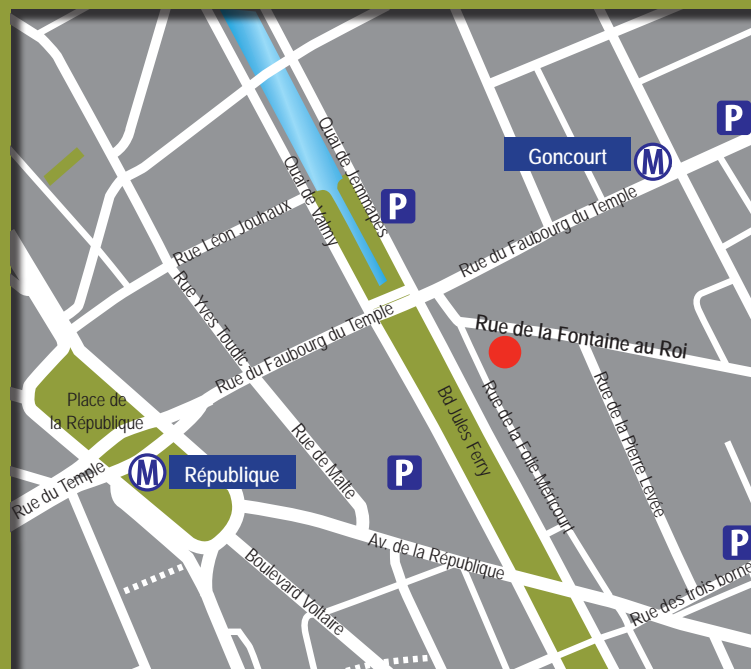 P
Goncourt
M
Quai de Jemmapes
Quai de Valmy
P
Rue Léon Jouhaux
Rue du Faubourg du Temple
Rue Yves Toudic
Rue du Faubourg du Temple
Rue de la Fontaine au Roi
Place de
la République
Bd Jules Ferry
Rue de la Folie Méricourt
Rue de la Pierre Levée
Rue de Malte
M
République
P
Rue du Temple
Av. de la République
P
Boulevard Voltaire
Rue des trois borne